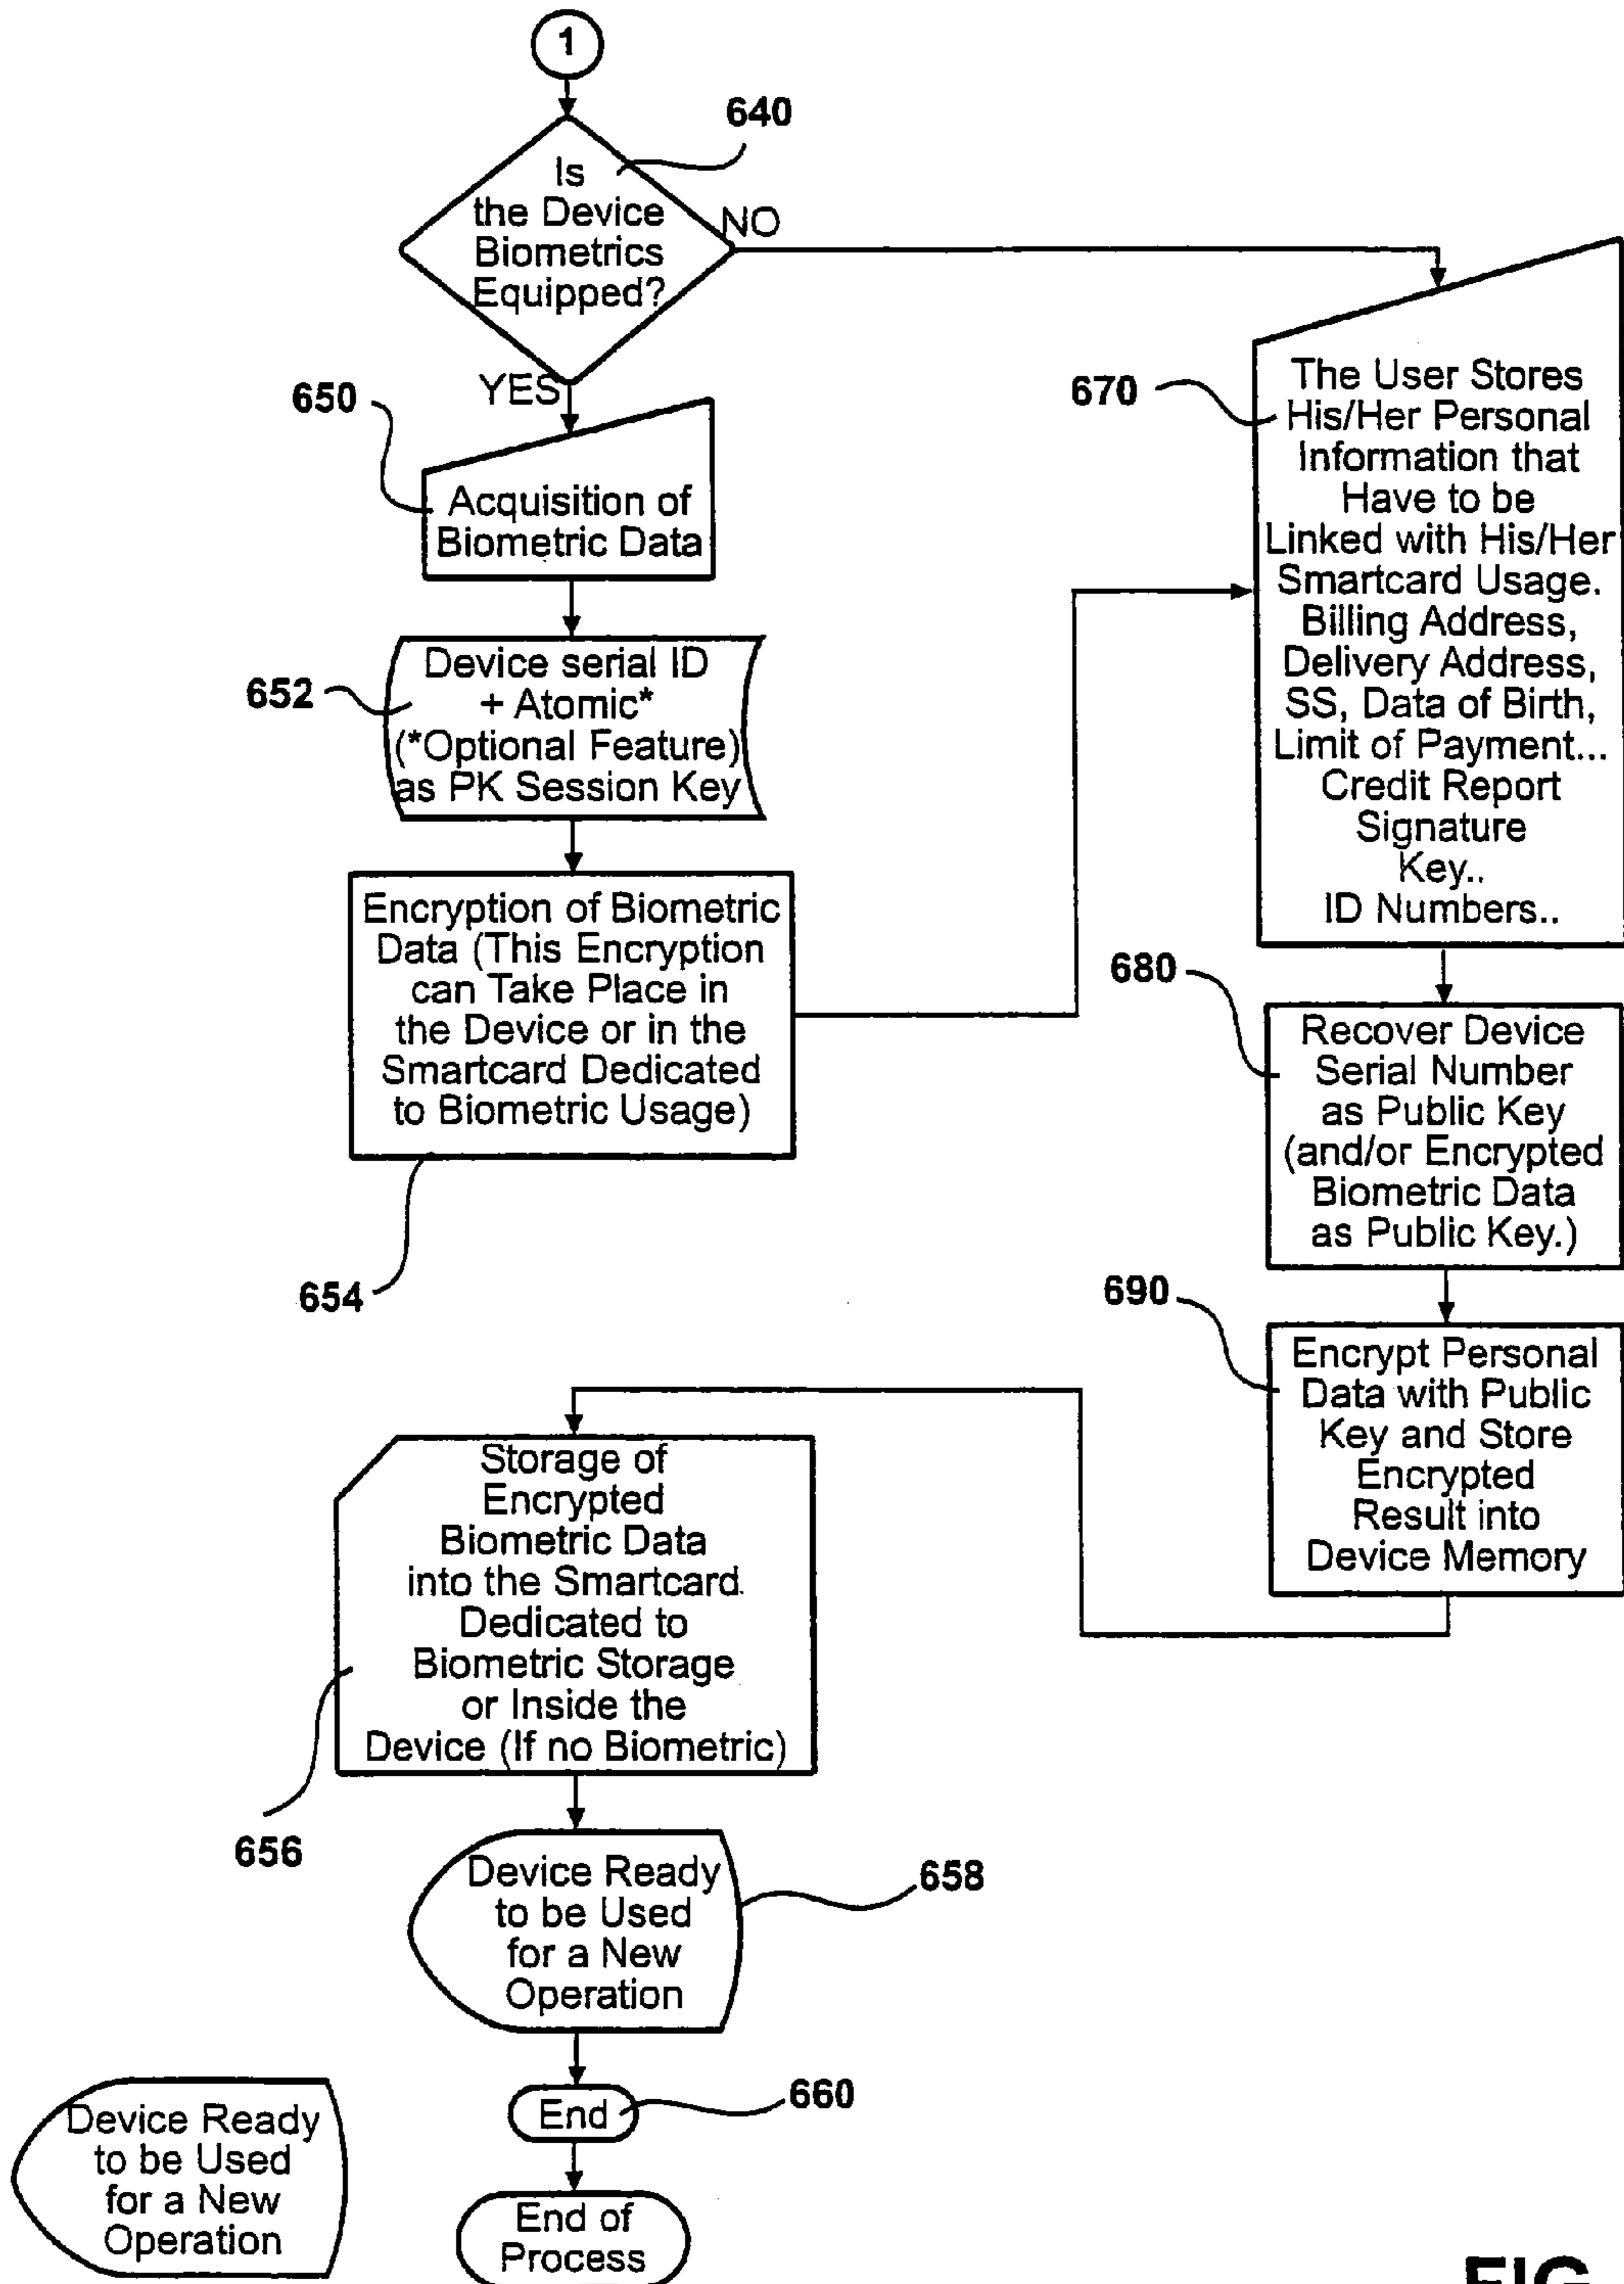 1
640
Is
the Device
Biometrics
Equipped?
NO
YES
650
Acquisition of
Biometric Data
652
Device serial ID
+ Atomic*
(*Optional Feature)
as PK Session Key
Encryption of Biometric
Data (This Encryption
can Take Place in
the Device or in the
Smartcard Dedicated
to Biometric Usage)
654
670
The User Stores
His/Her Personal
Information that
Have to be
Linked with His/Her
Smartcard Usage.
Billing Address,
Delivery Address,
SS, Data of Birth,
Limit of Payment...
Credit Report
Signature
Key..
ID Numbers..
680
Recover Device
Serial Number
as Public Key
(and/or Encrypted
Biometric Data
as Public Key.)
690
Encrypt Personal
Data with Public
Key and Store
Encrypted
Result into
Device Memory
Storage of
Encrypted
Biometric Data
into the Smartcard.
Dedicated to
Biometric Storage
or Inside the
Device (If no Biometric)
656
Device Ready
to be Used
for a New
Operation
658
End
660
End of
Process
Device Ready
to be Used
for a New
Operation
FIG